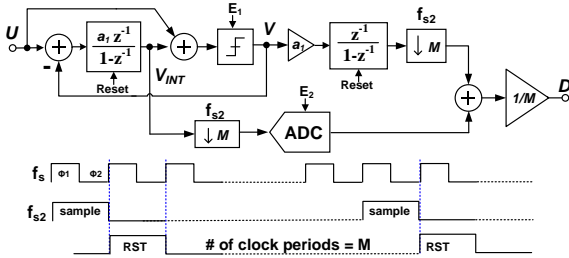 U
E1
V
fs2
a1 z-1
1-z-1
a1
z-1
1-z-1
↓ M
+
+
-
Reset
VINT
Reset
D
fs2
E2
+
1/M
↓ M
ADC
fs
Φ1
Φ2
fs2
sample
sample
RST
# of clock periods = M
RST